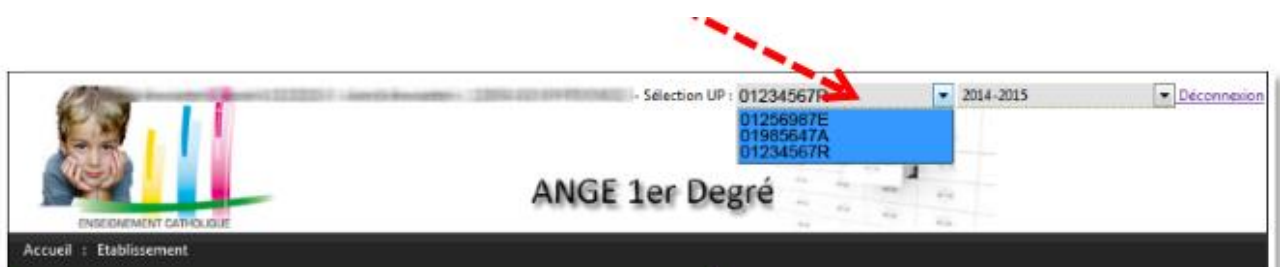 - Sélection UP : 01234567R 2014-2015 Déconnexion
01256987E
01985647A
01234567R
ANGE 1er Degré
ENSEIGNEMENT CATHOLIQUE
Accueil : Etablissement